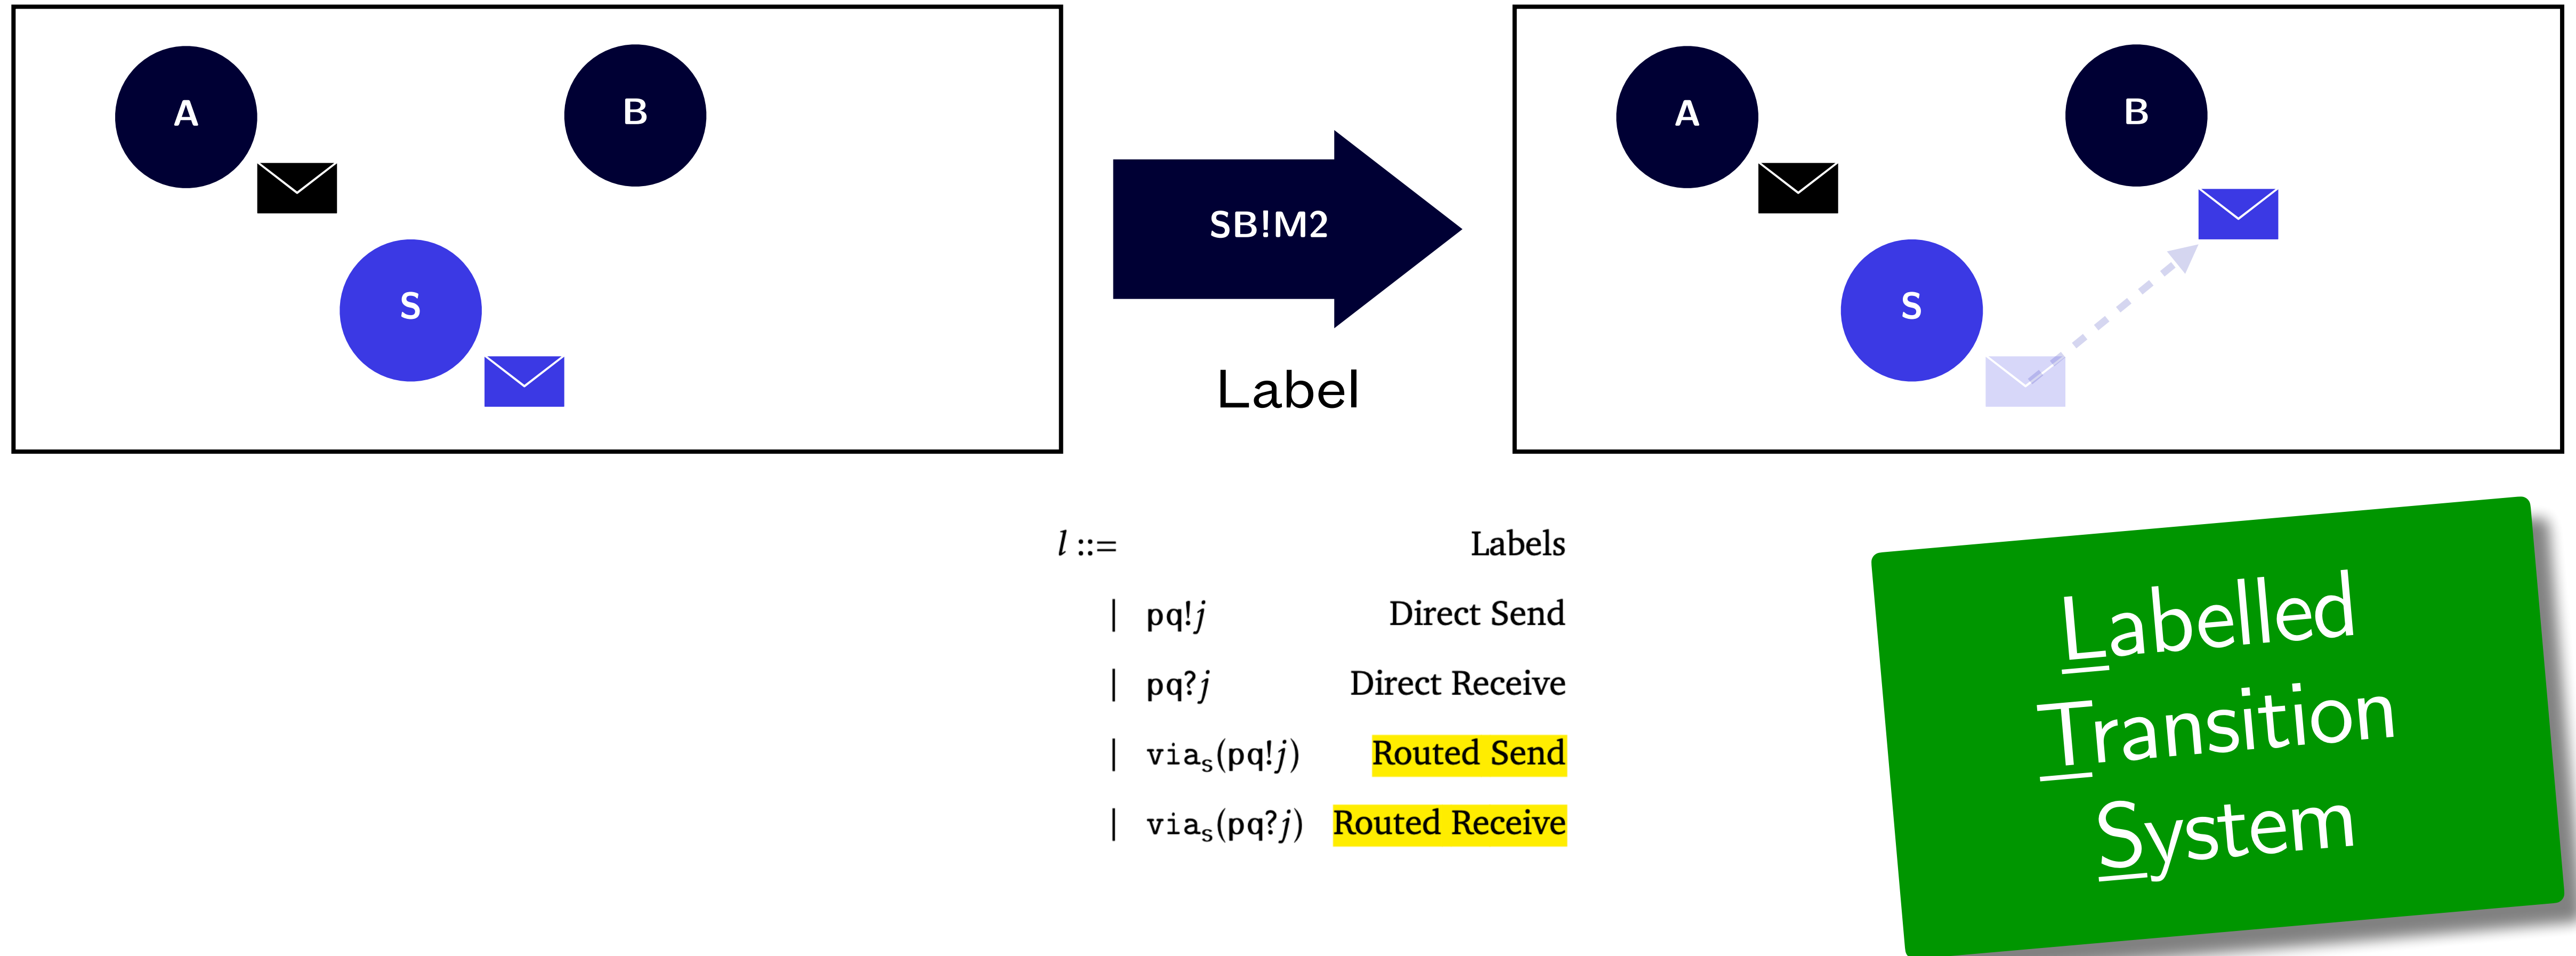 A
B
S
SB!M2
Label
A
B
S
l ::= Labels
| pq!j Direct Send
| pq?j Direct Receive
| viaₛ(pq!j) Routed Send
| viaₛ(pq?j) Routed Receive
Labelled
Transition
System